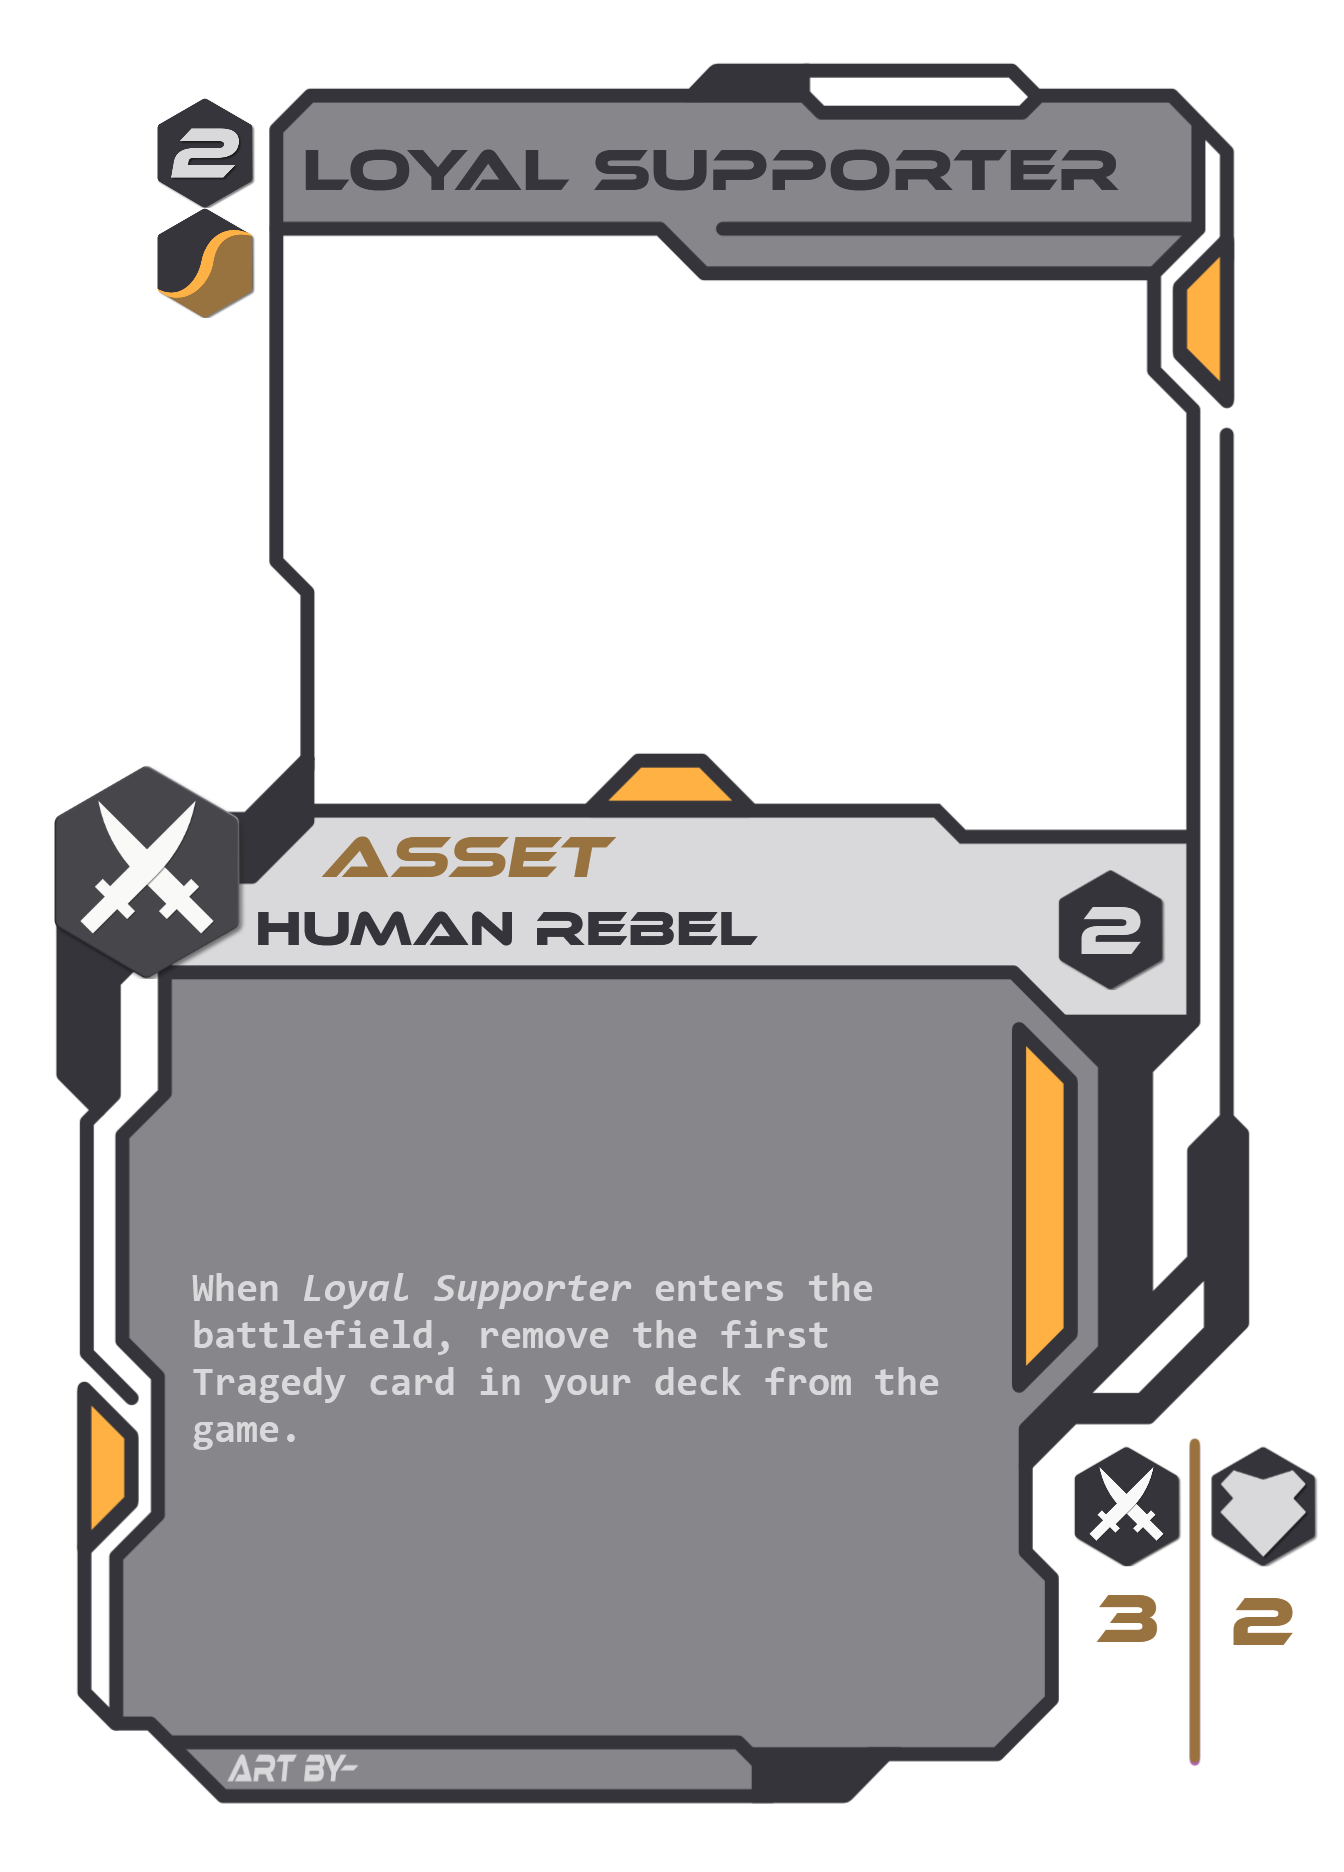 2
LOYAL SUPPORTER
ASSET
HUMAN REBEL
2
When Loyal Supporter enters the
battlefield, remove the first
Tragedy card in your deck from the
game.
3
2
ART BY-